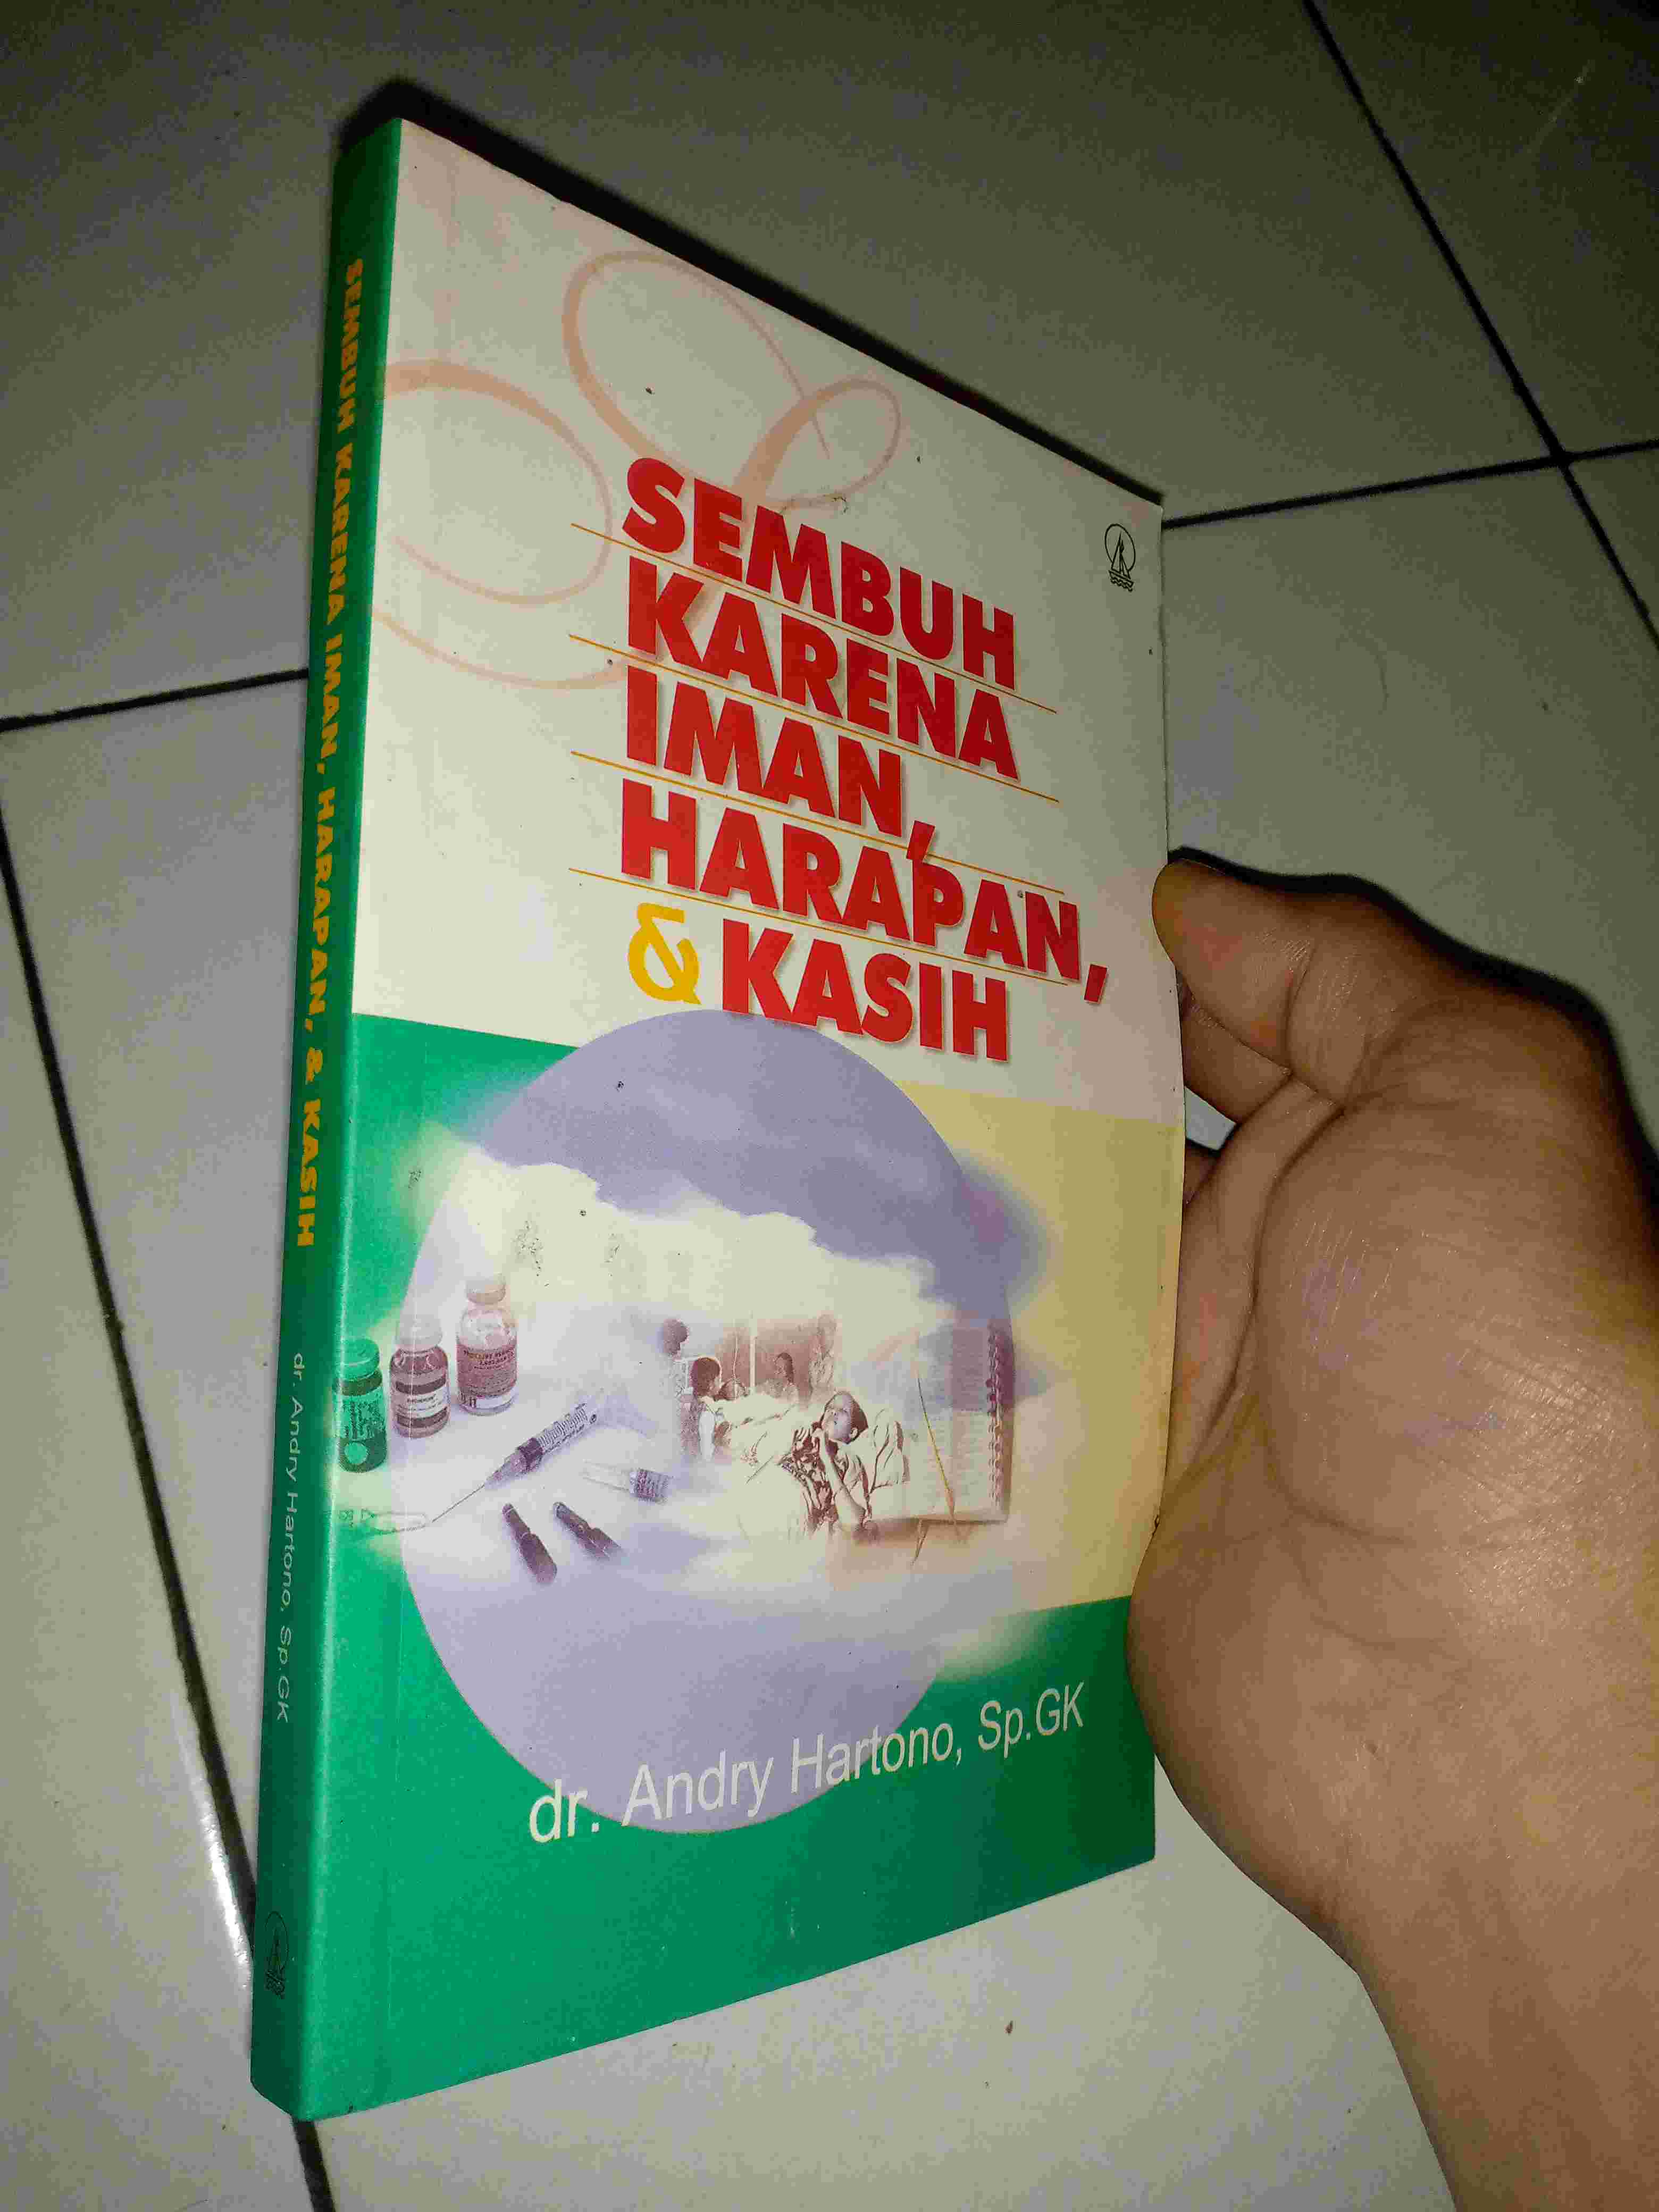 SEMBUH
KARENA
IMAN,
HARAPAN,
& KASIH
dr. Andry Hartono, Sp.GK
SEMBUH KARENA IMAN, HARAPAN, & KASIH
dr. Andry Hartono, Sp.GK